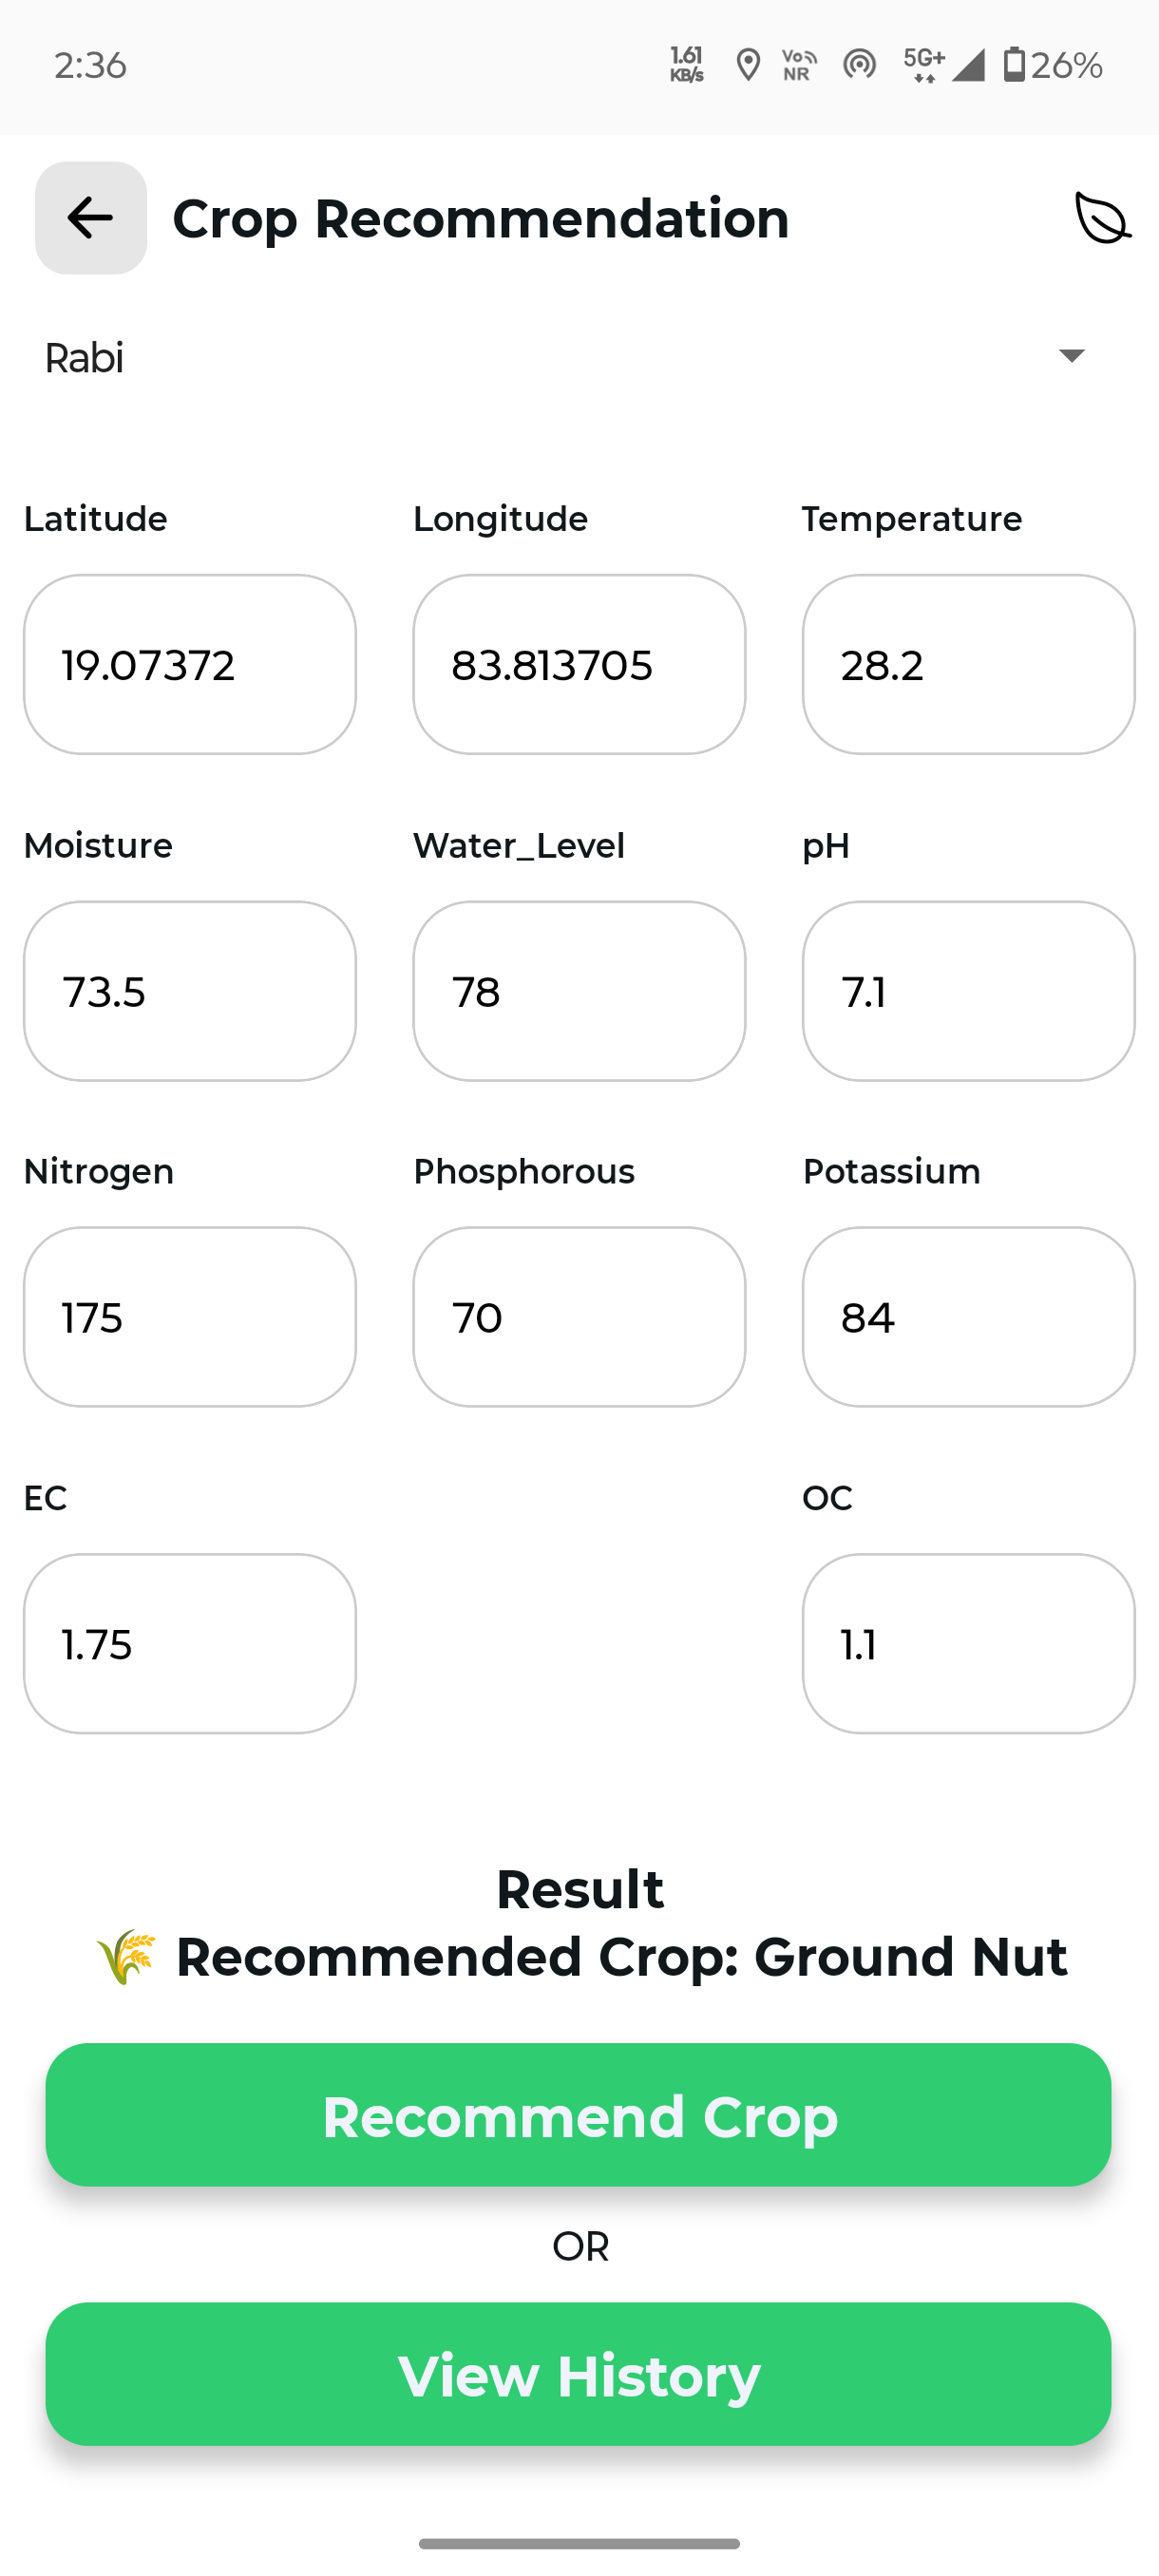 2:36 1.61 KB/s Vo NR 5G+ 26%
Crop Recommendation
Rabi
Latitude Longitude Temperature
19.07372 83.813705 28.2
Moisture Water_Level pH
73.5 78 7.1
Nitrogen Phosphorous Potassium
175 70 84
EC OC
1.75 1.1
Result
🌾 Recommended Crop: Ground Nut
Recommend Crop
OR
View History